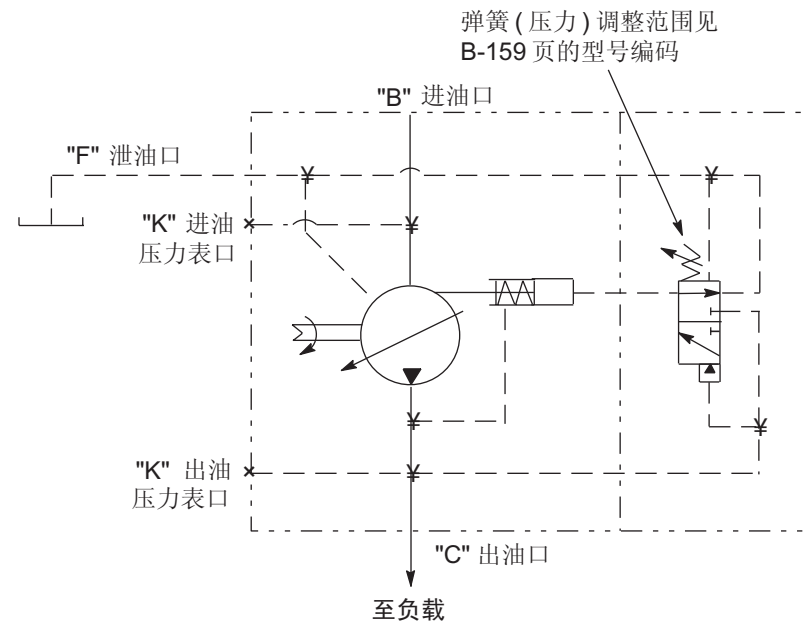 弹簧 ( 压力 ) 调整范围见
B-159 页的型号编码
"B" 进油口
"F" 泄油口
"K" 进油
压力表口
"K" 出油
压力表口
"C" 出油口
至负载